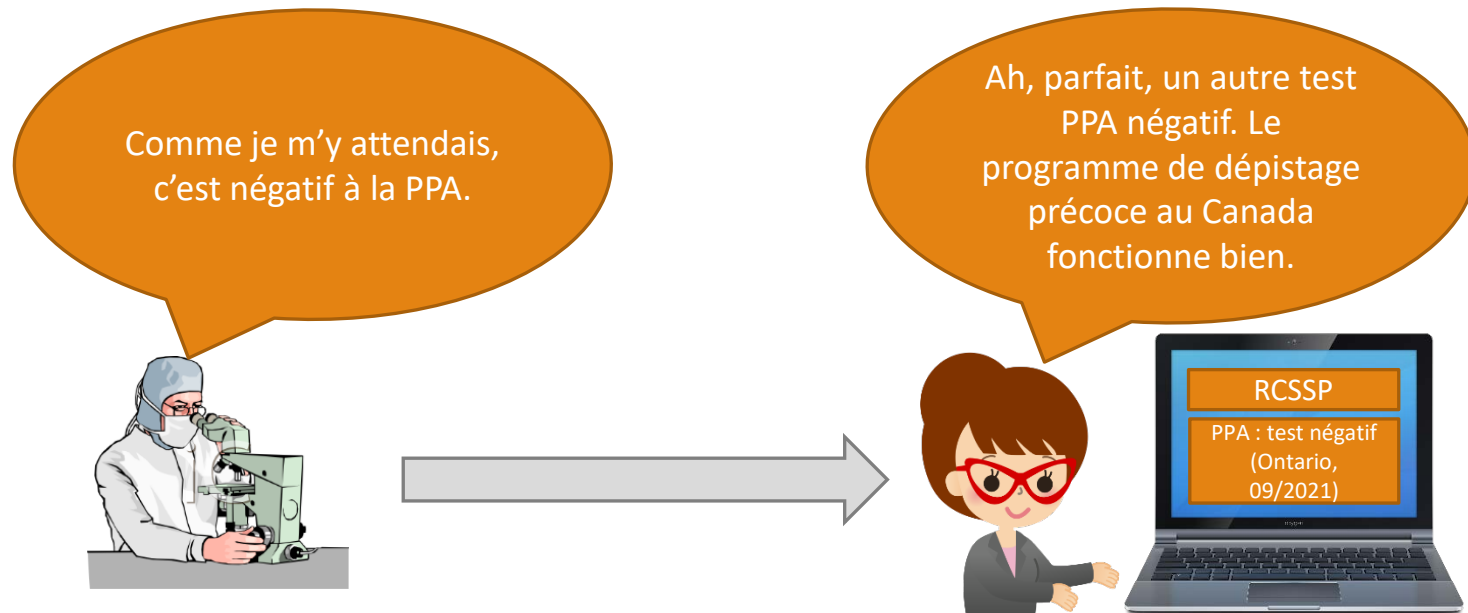 Comme je m’y attendais,
c’est négatif à la PPA.
Ah, parfait, un autre test
PPA négatif. Le
programme de dépistage
précoce au Canada
fonctionne bien.
RCSSP
PPA : test négatif
(Ontario,
09/2021)